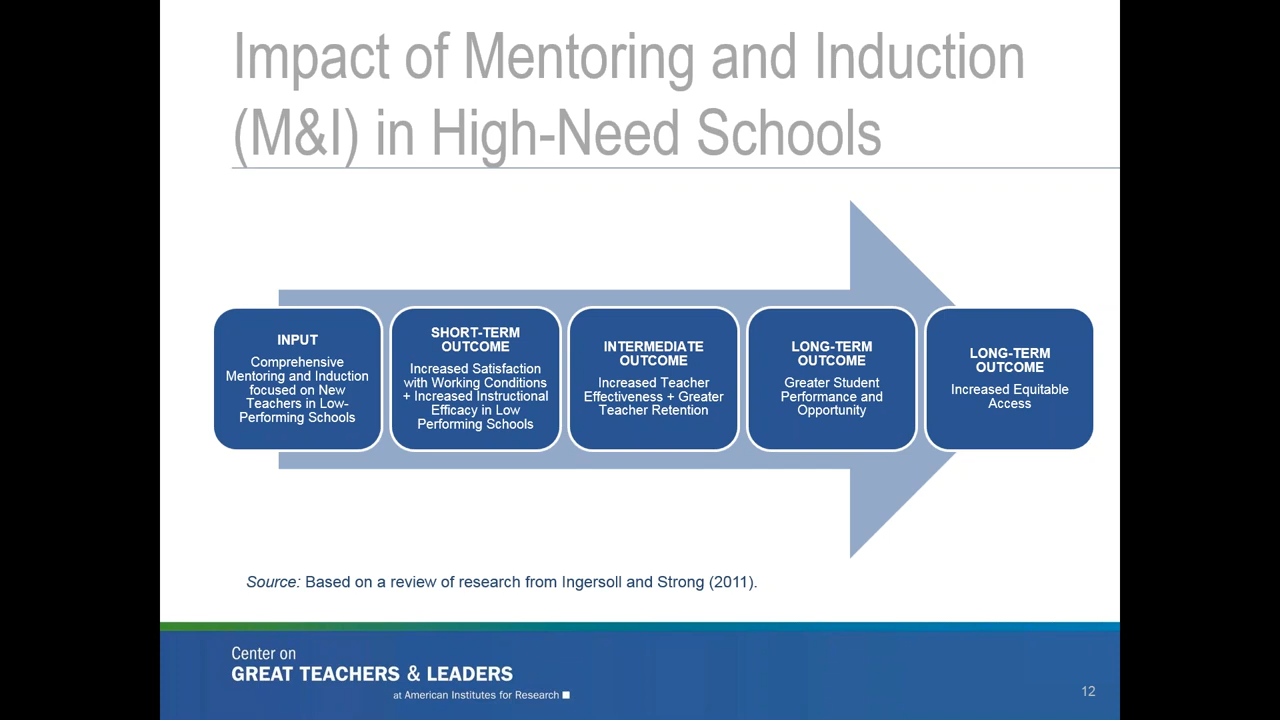 Impact of Mentoring and Induction
(M&I) in High-Need Schools
INPUT
Comprehensive
Mentoring and Induction
focused on New
Teachers in Low-
Performing Schools
SHORT-TERM
OUTCOME
Increased Satisfaction
with Working Conditions
+ Increased Instructional
Efficacy in Low
Performing Schools
INTERMEDIATE
OUTCOME
Increased Teacher
Effectiveness + Greater
Teacher Retention
LONG-TERM
OUTCOME
Greater Student
Performance and
Opportunity
LONG-TERM
OUTCOME
Increased Equitable
Access
Source: Based on a review of research from Ingersoll and Strong (2011).
Center on
GREAT TEACHERS & LEADERS
at American Institutes for Research
12